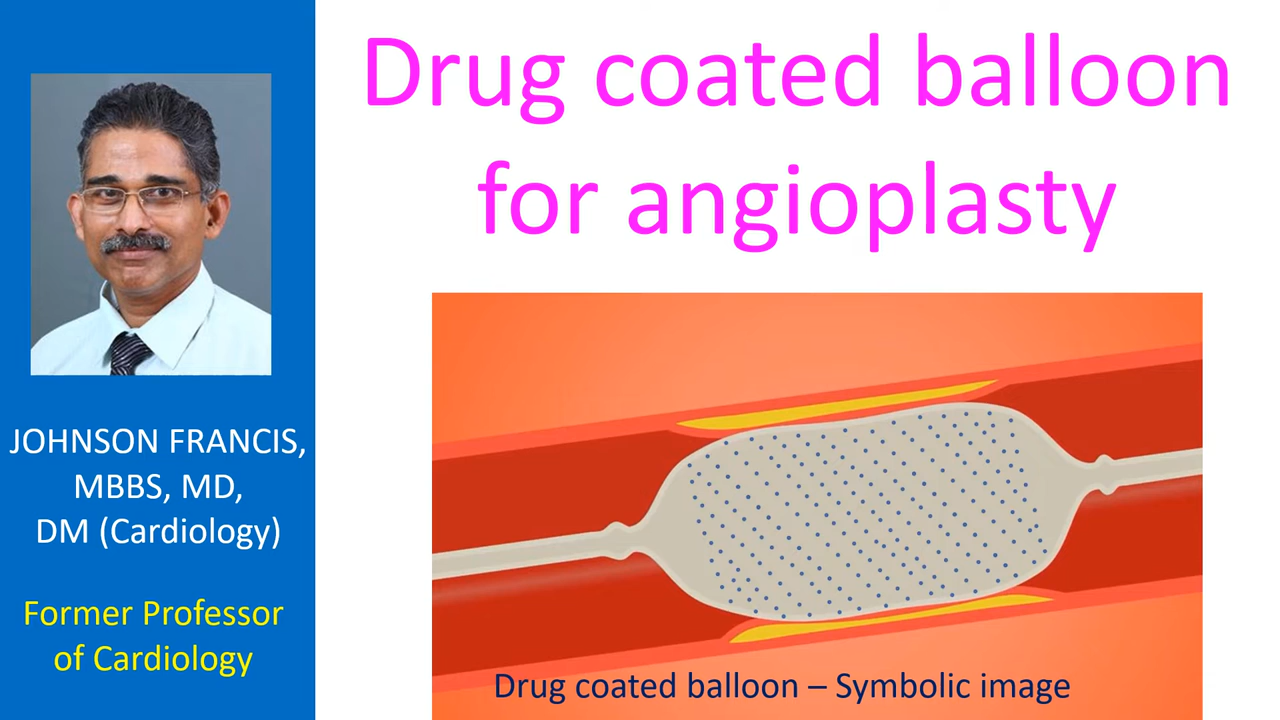 Drug coated balloon
for angioplasty
JOHNSON FRANCIS,
MBBS, MD,
DM (Cardiology)
Former Professor
of Cardiology
Drug coated balloon – Symbolic image